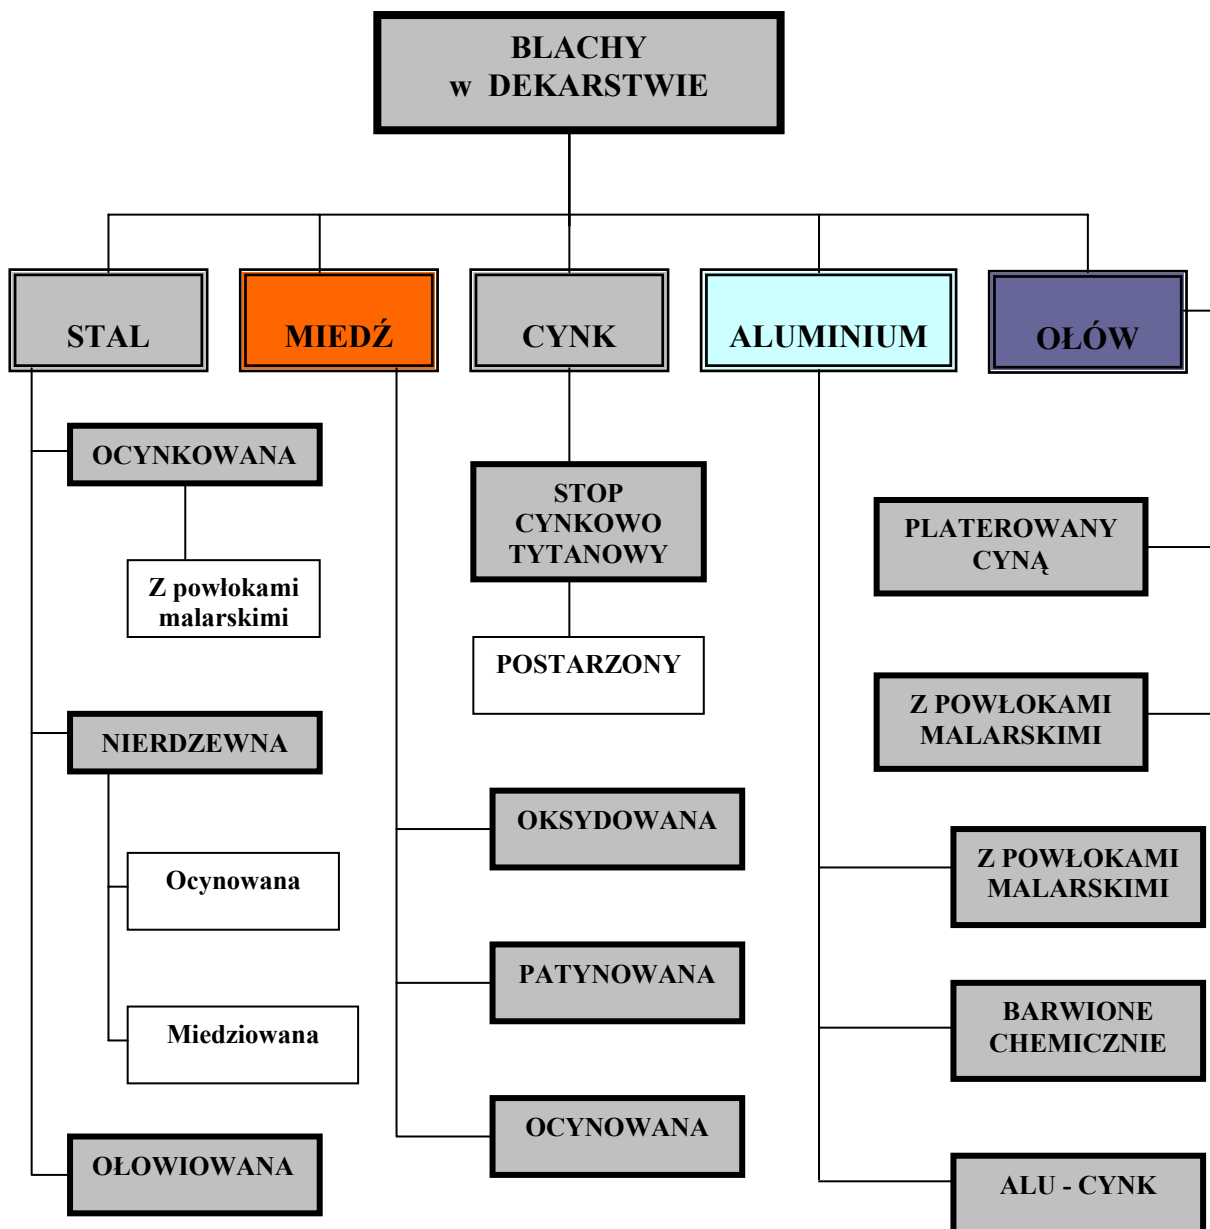 BLACHY
w DEKARSTWIE
STAL
MIEDŹ
CYNK
ALUMINIUM
OŁÓW
OCYNKOWANA
Z powłokami
malarskimi
NIERDZEWNA
Ocynowana
Miedziowana
OŁOWIOWANA
OKSYDOWANA
PATYNOWANA
OCYNOWANA
STOP
CYNKOWO
TYTANOWY
POSTARZONY
Z POWŁOKAMI
MALARSKIMI
BARWIONE
CHEMICZNIE
ALU - CYNK
PLATEROWANY
CYNĄ
Z POWŁOKAMI
MALARSKIMI